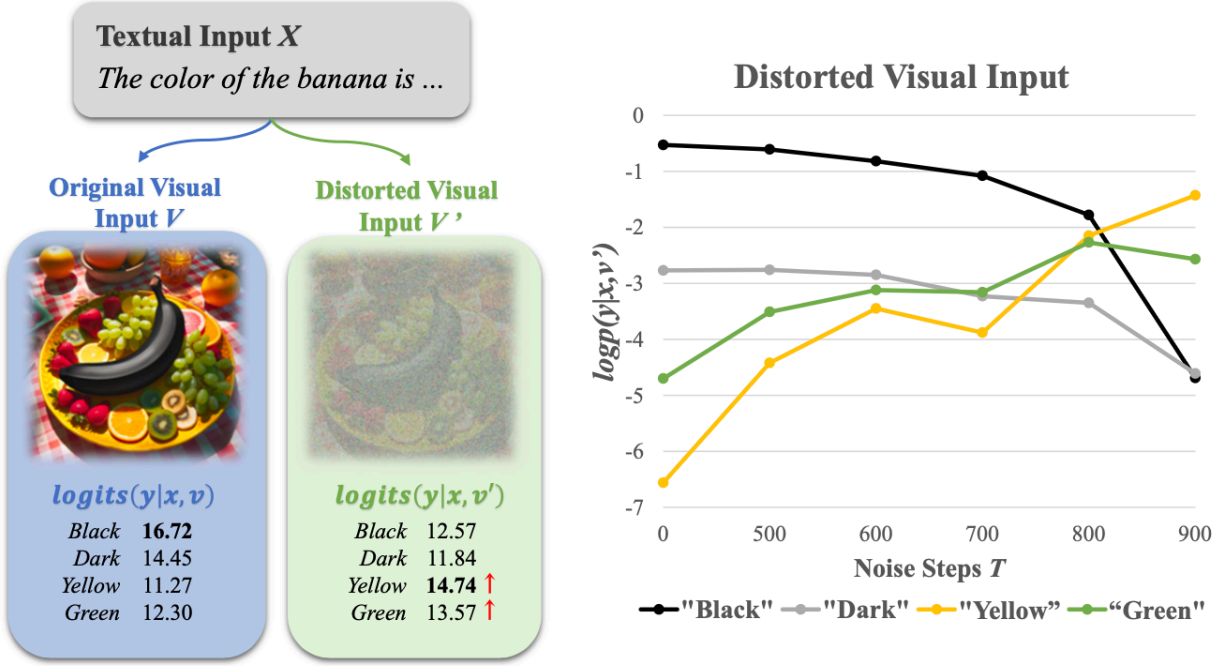 Textual Input X
The color of the banana is ...
Original Visual
Input V
Distorted Visual
Input V’
logits(y|x, v)
Black 16.72
Dark 14.45
Yellow 11.27
Green 12.30
logits(y|x, v′)
Black 12.57
Dark 11.84
Yellow 14.74 ↑
Green 13.57 ↑
Distorted Visual Input
logp(y|x,v’)
0
-1
-2
-3
-4
-5
-6
-7
0 500 600 700 800 900
Noise Steps T
"Black" "Dark" "Yellow” “Green"